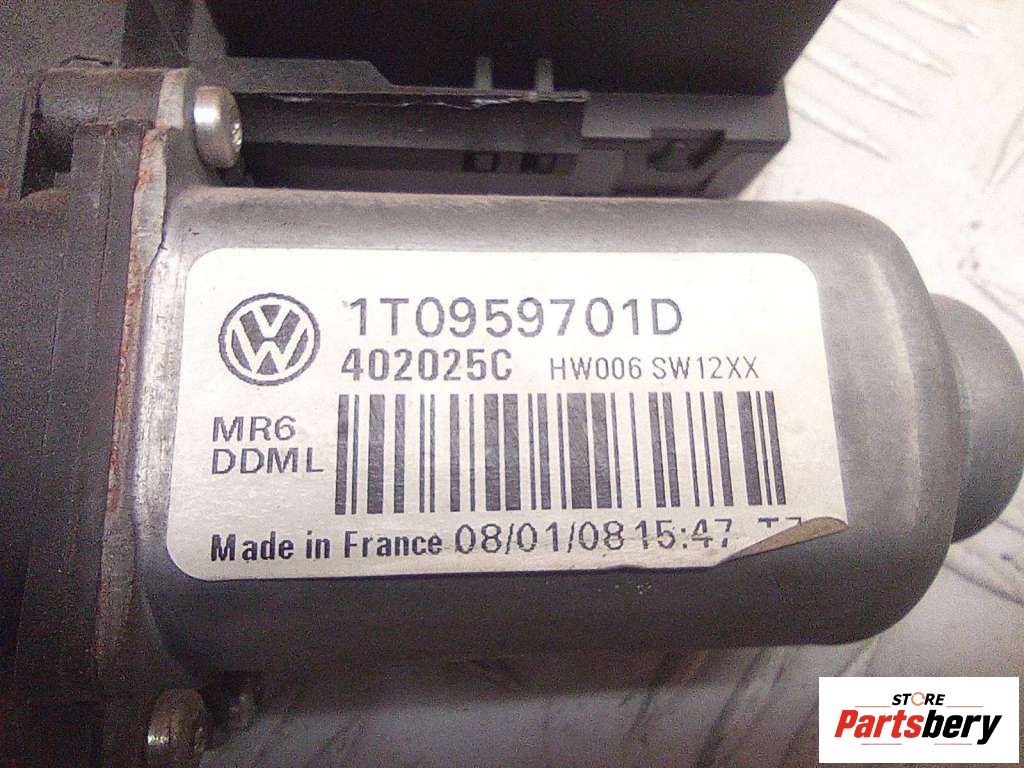 1T0959701D
402025C HW006 SW12XX
MR6
DDML
Made in France 08/01/08 15:47
STORE
Partsbery